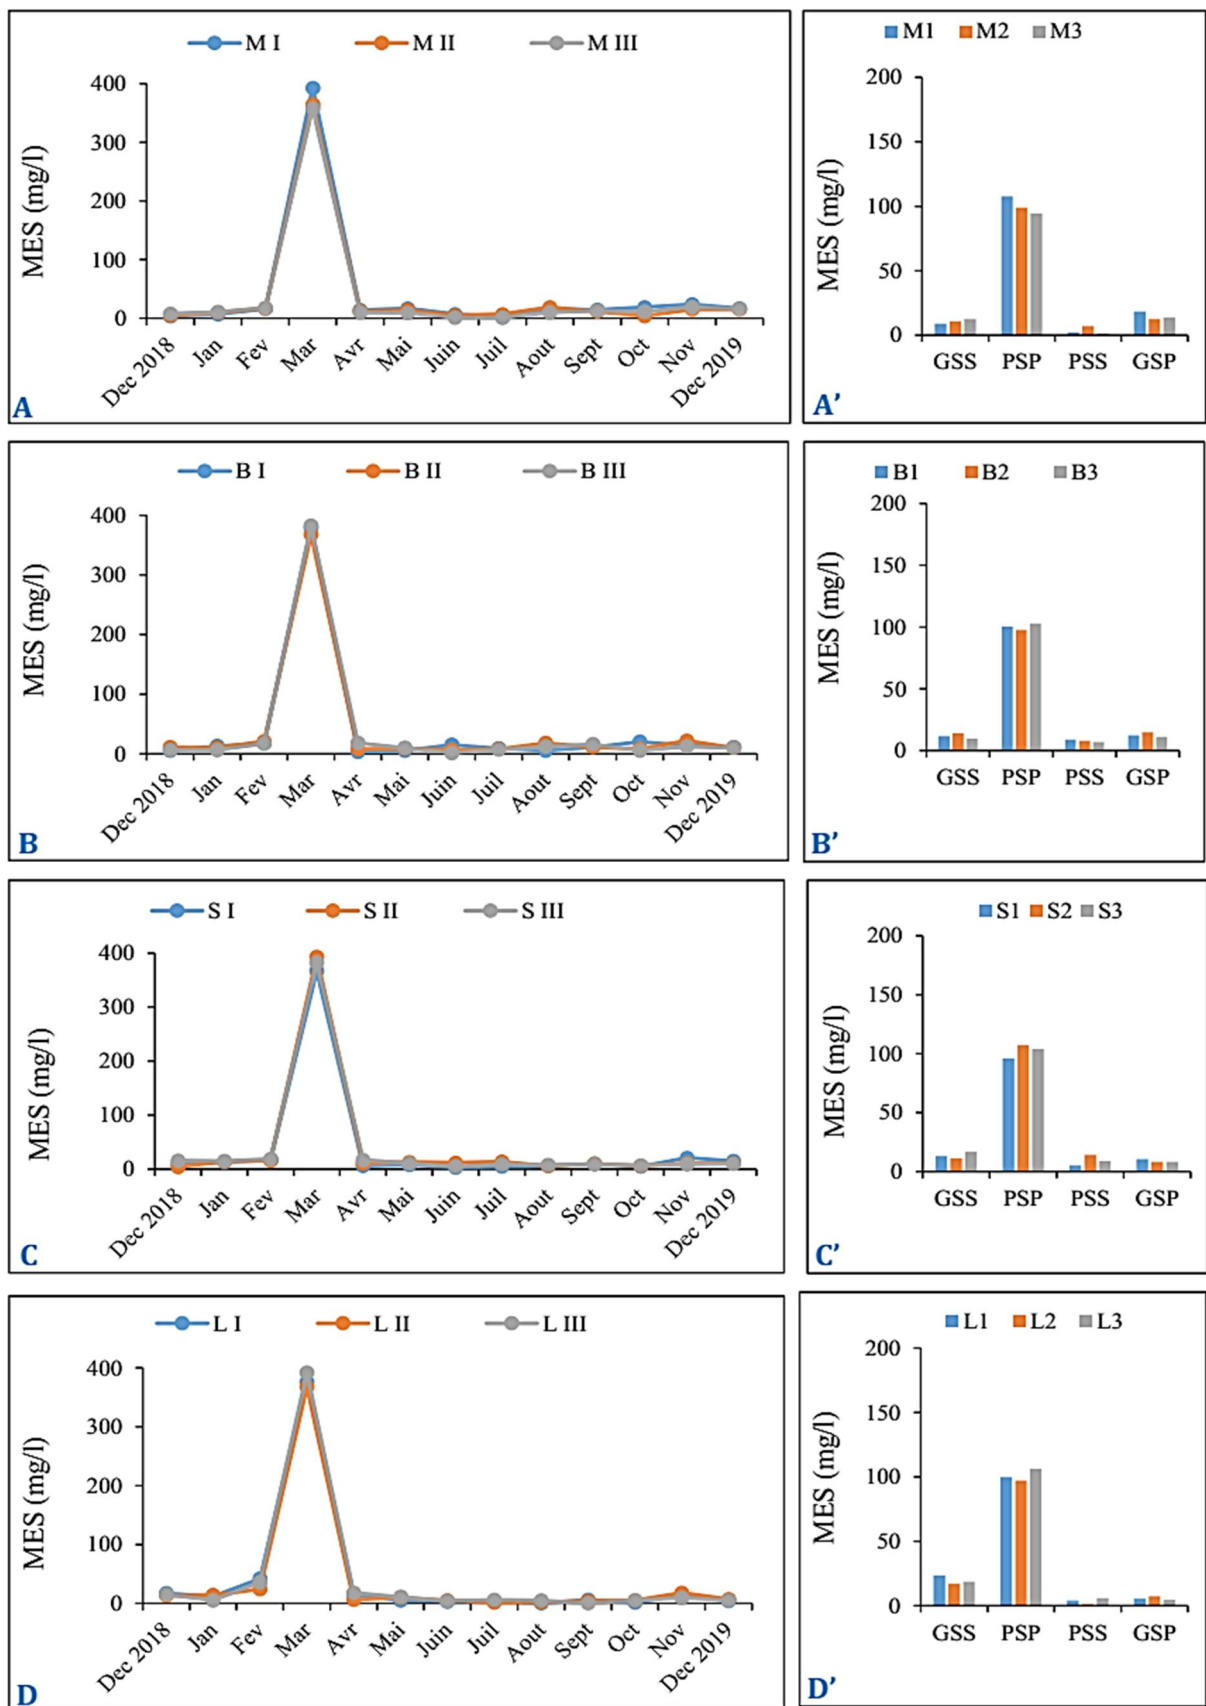 M I M II M III
MES (mg/l)
400
300
200
100
0
Dec 2018 Jan Fev Mar Avr Mai Juin Juil Aout Sept Oct Nov Dec 2019
A
M1 M2 M3
MES (mg/l)
200
150
100
50
0
GSS PSP PSS GSP
A’
B I B II B III
MES (mg/l)
400
300
200
100
0
Dec 2018 Jan Fev Mar Avr Mai Juin Juil Aout Sept Oct Nov Dec 2019
B
B1 B2 B3
MES (mg/l)
200
150
100
50
0
GSS PSP PSS GSP
B’
S I S II S III
MES (mg/l)
400
300
200
100
0
Dec 2018 Jan Fev Mar Avr Mai Juin Juil Aout Sept Oct Nov Dec 2019
C
S1 S2 S3
MES (mg/l)
200
150
100
50
0
GSS PSP PSS GSP
C’
L I L II L III
MES (mg/l)
400
300
200
100
0
Dec 2018 Jan Fev Mar Avr Mai Juin Juil Aout Sept Oct Nov Dec 2019
D
L1 L2 L3
MES (mg/l)
200
150
100
50
0
GSS PSP PSS GSP
D’